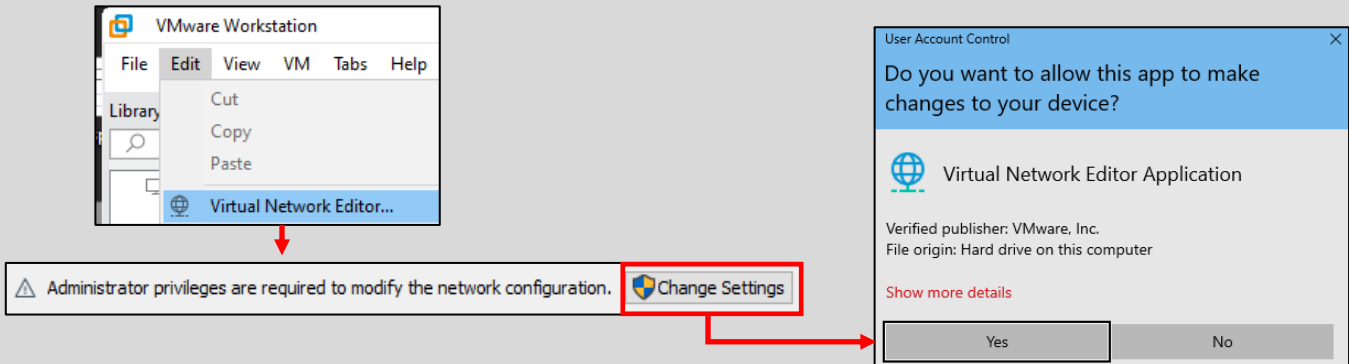 VMware Workstation
File Edit View VM Tabs Help
Library
Cut
Copy
Paste
Virtual Network Editor...
Administrator privileges are required to modify the network configuration. Change Settings
User Account Control
Do you want to allow this app to make
changes to your device?
Virtual Network Editor Application
Verified publisher: VMware, Inc.
File origin: Hard drive on this computer
Show more details
Yes No